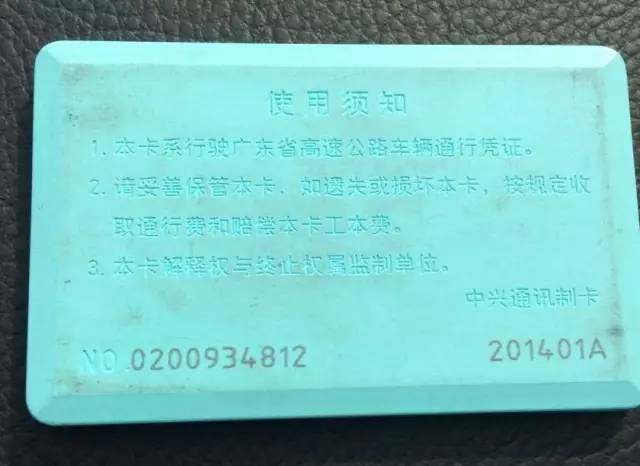 使用须知
1. 本卡系行驶广东省高速公路车辆通行凭证。
2. 请妥善保管本卡，如遗失或损坏本卡，按规定收
取通行费和赔偿本卡工本费。
3. 本卡解释权与终止权属监制单位。
中兴通讯制卡
NO.0200934812 201401A